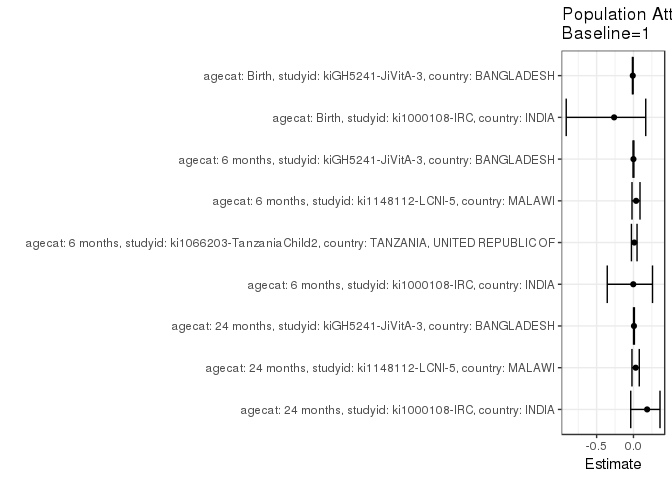 Population Att
Baseline=1
agecat: Birth, studyid: kiGH5241-JiVitA-3, country: BANGLADESH
agecat: Birth, studyid: ki1000108-IRC, country: INDIA
agecat: 6 months, studyid: kiGH5241-JiVitA-3, country: BANGLADESH
agecat: 6 months, studyid: ki1148112-LCNI-5, country: MALAWI
agecat: 6 months, studyid: ki1066203-TanzaniaChild2, country: TANZANIA, UNITED REPUBLIC OF
agecat: 6 months, studyid: ki1000108-IRC, country: INDIA
agecat: 24 months, studyid: kiGH5241-JiVitA-3, country: BANGLADESH
agecat: 24 months, studyid: ki1148112-LCNI-5, country: MALAWI
agecat: 24 months, studyid: ki1000108-IRC, country: INDIA
-0.5 0.0
Estimate